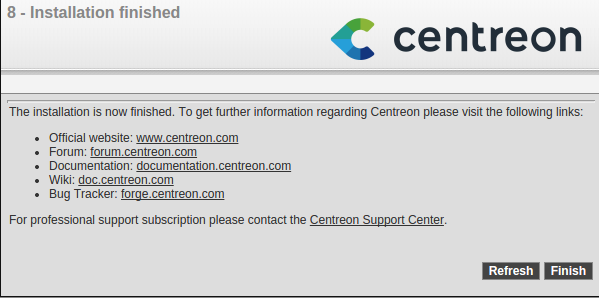 8 - Installation finished
centreon
The installation is now finished. To get further information regarding Centreon please visit the following links:
Official website: www.centreon.com
Forum: forum.centreon.com
Documentation: documentation.centreon.com
Wiki: doc.centreon.com
Bug Tracker: forge.centreon.com
For professional support subscription please contact the Centreon Support Center.
Refresh Finish